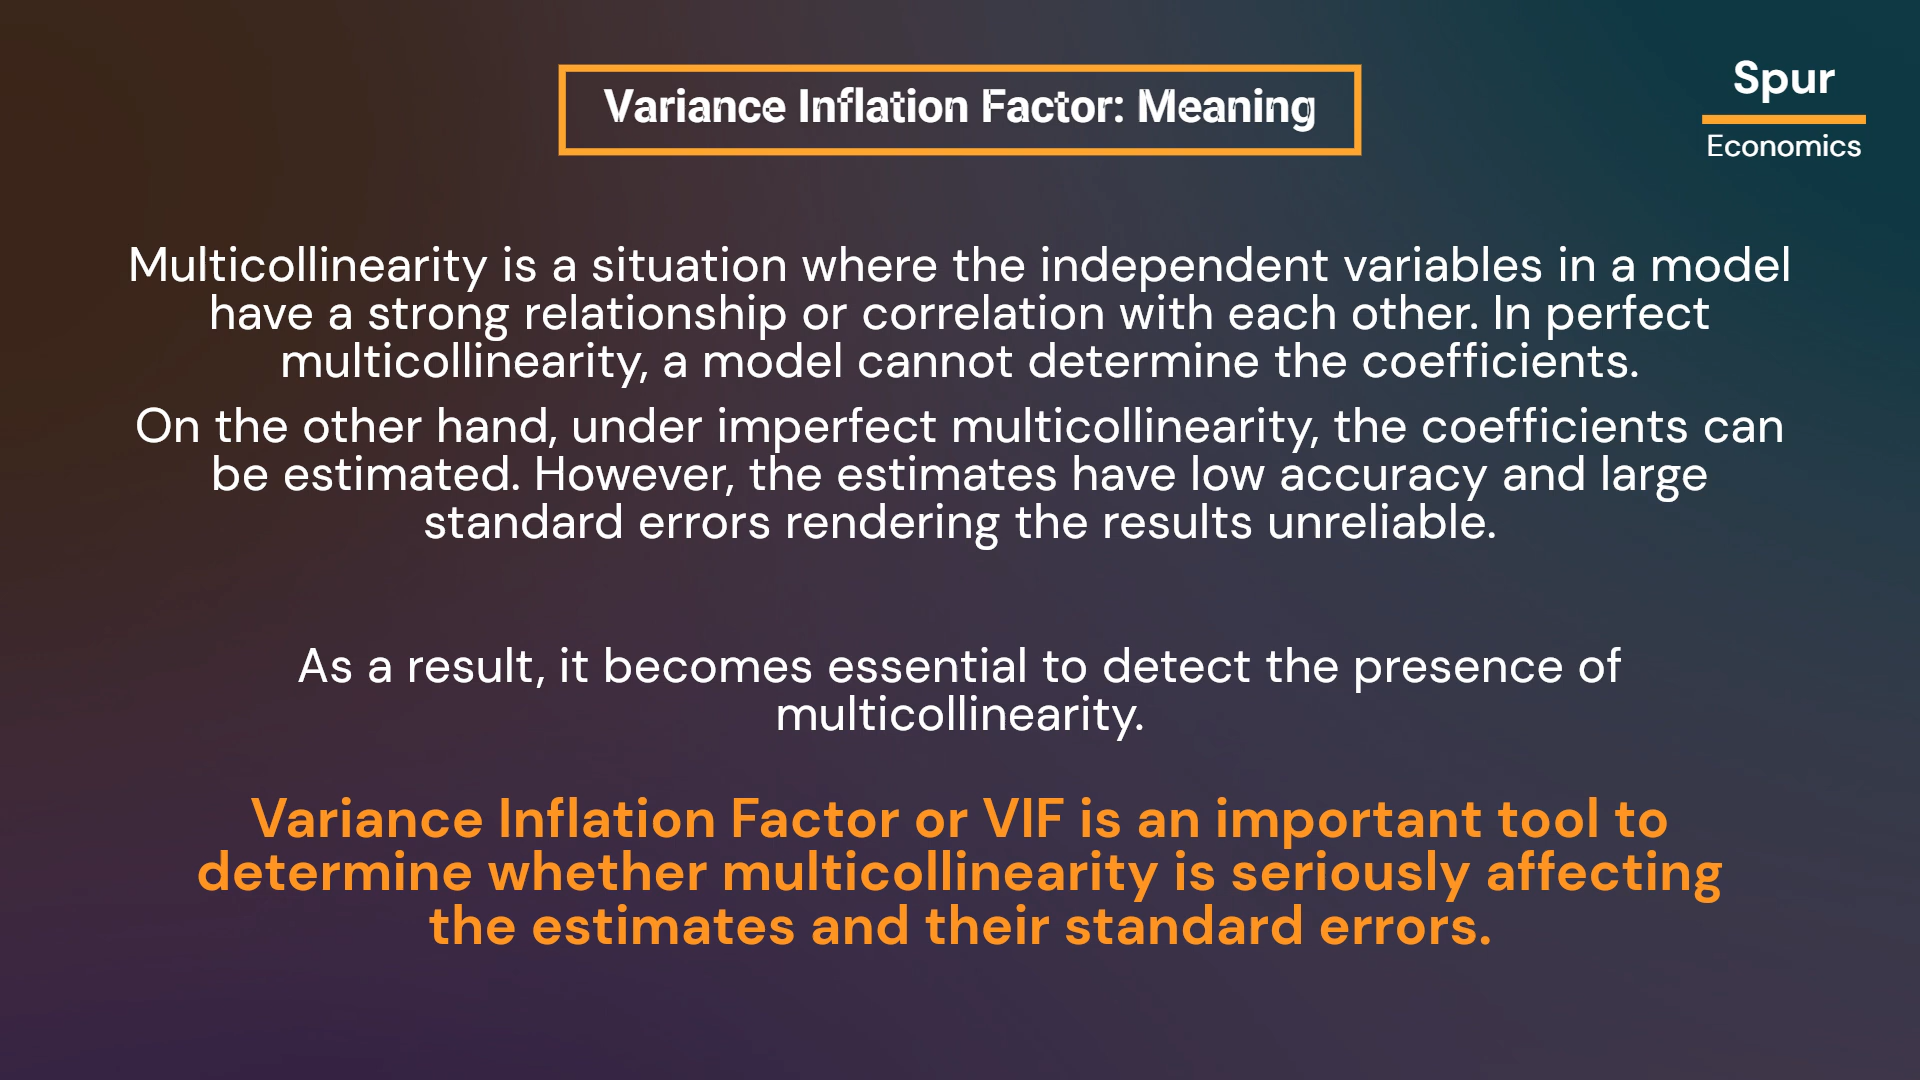 Variance Inflation Factor: Meaning
Spur
Economics
Multicollinearity is a situation where the independent variables in a model
have a strong relationship or correlation with each other. In perfect
multicollinearity, a model cannot determine the coefficients.
On the other hand, under imperfect multicollinearity, the coefficients can
be estimated. However, the estimates have low accuracy and large
standard errors rendering the results unreliable.
As a result, it becomes essential to detect the presence of
multicollinearity.
Variance Inflation Factor or VIF is an important tool to
determine whether multicollinearity is seriously affecting
the estimates and their standard errors.